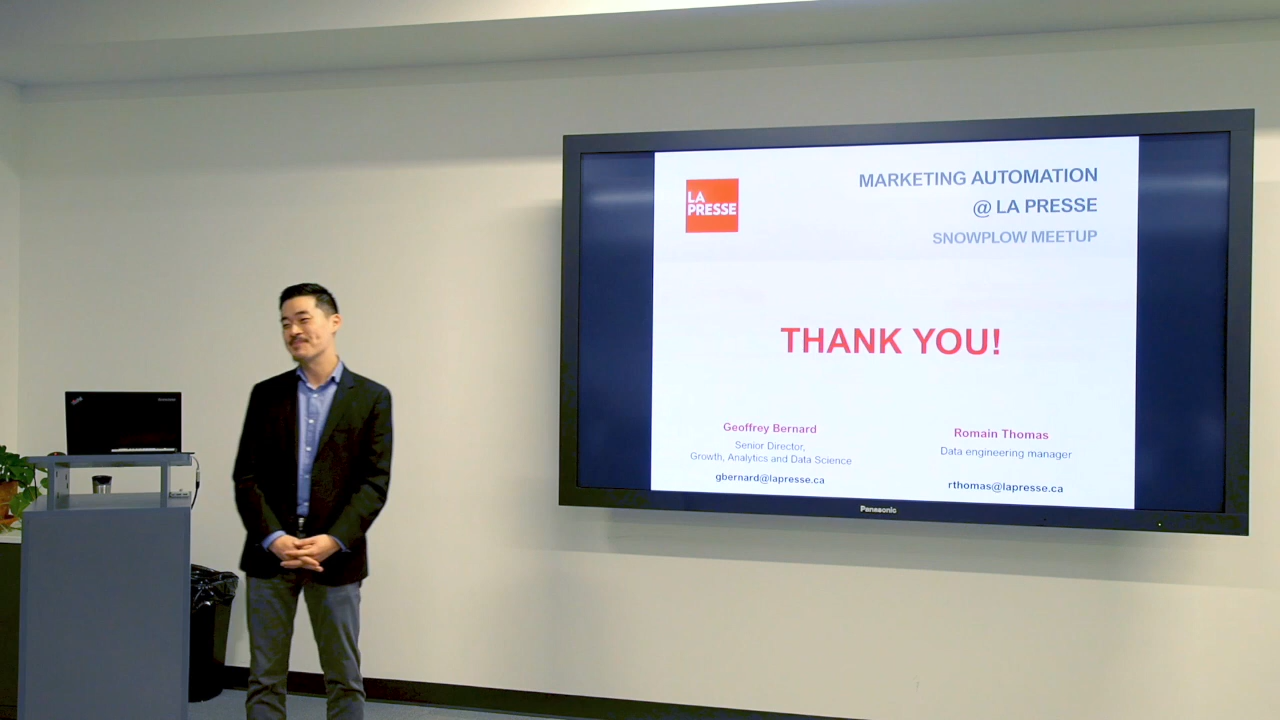 LA
PRESSE
MARKETING AUTOMATION
@ LA PRESSE
SNOWPLOW MEETUP
THANK YOU!
Geoffrey Bernard
Senior Director,
Growth, Analytics and Data Science
gbernard@lapresse.ca
Romain Thomas
Data engineering manager
rthomas@lapresse.ca
Panasonic